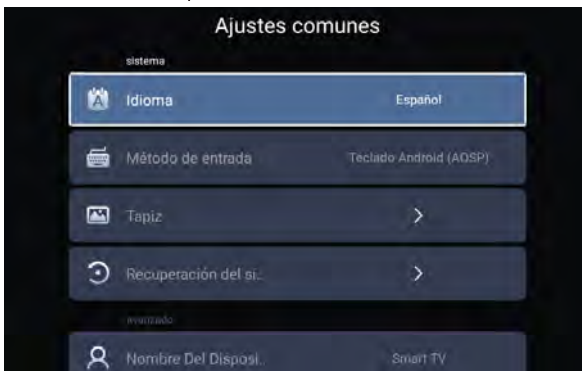 Ajustes comunes
sistema
Idioma Español
Método de entrada Teclado Android (AOSP)
Tapiz >
Recuperación del si.. >
avanzado
Nombre Del Disposi.. Smart TV